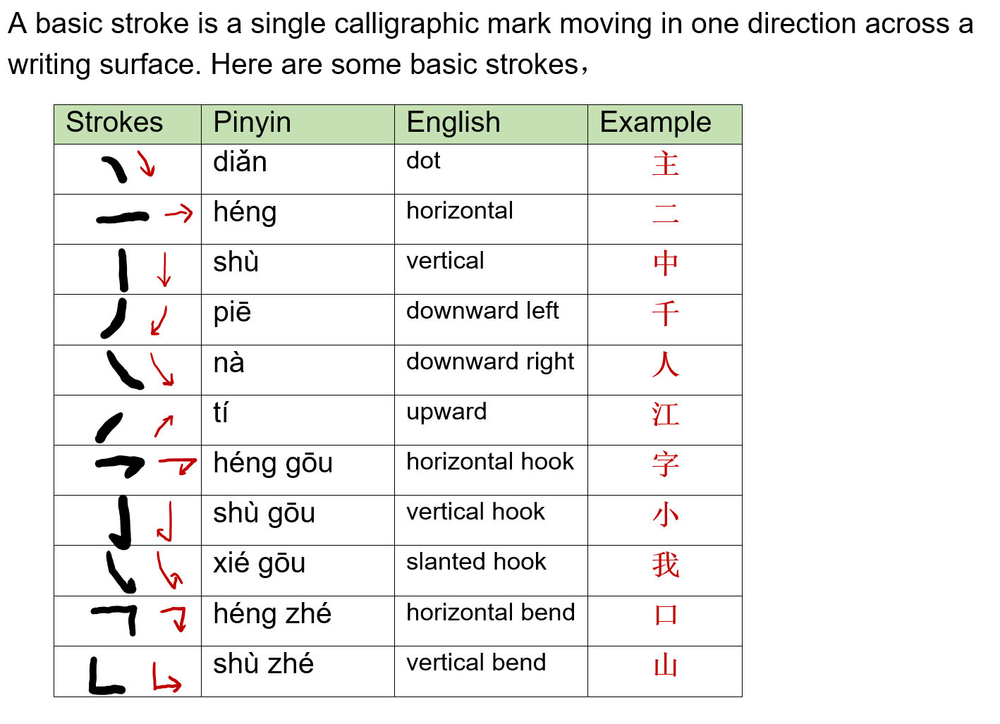 A basic stroke is a single calligraphic mark moving in one direction across a
writing surface. Here are some basic strokes，
Strokes Pinyin English Example
diǎn dot 主
héng horizontal 二
shù vertical 中
piē downward left 千
nà downward right 人
tí upward 江
héng gōu horizontal hook 字
shù gōu vertical hook 小
xié gōu slanted hook 我
héng zhé horizontal bend 口
shù zhé vertical bend 山